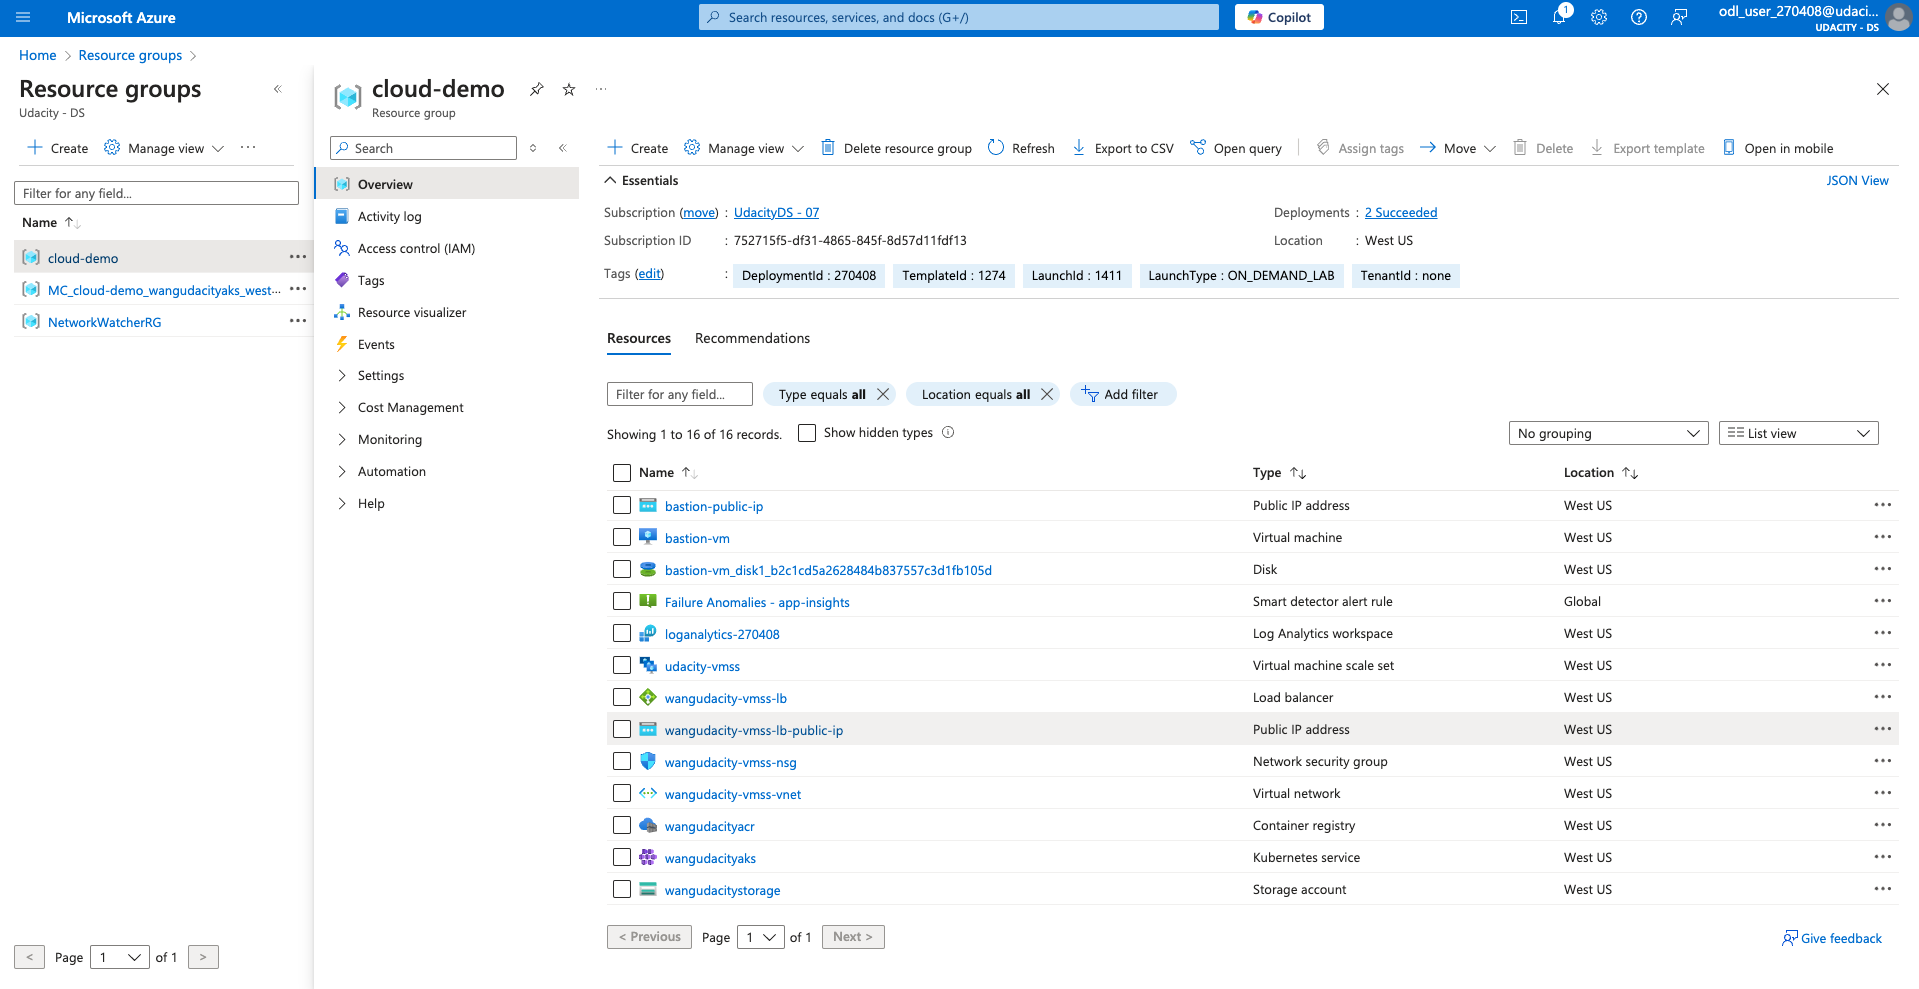 Microsoft Azure
Search resources, services, and docs (G+/)
Copilot
1
odl_user_270408@udaci...
UDACITY - DS
Home > Resource groups >
Resource groups
Udacity - DS
Create Manage view ...
Filter for any field...
Name
cloud-demo ...
MC_cloud-demo_wangudacityaks_west... ...
NetworkWatcherRG ...
< Page 1 of 1 >
cloud-demo ...
Resource group
Search
Overview
Activity log
Access control (IAM)
Tags
Resource visualizer
Events
Settings
Cost Management
Monitoring
Automation
Help
Create Manage view Delete resource group Refresh Export to CSV Open query Assign tags Move Delete Export template Open in mobile
Essentials JSON View
Subscription (move) : UdacityDS - 07 Deployments : 2 Succeeded
Subscription ID : 752715f5-df31-4865-845f-8d57d11fdf13 Location : West US
Tags (edit) : DeploymentId : 270408 TemplateId : 1274 LaunchId : 1411 LaunchType : ON_DEMAND_LAB TenantId : none
Resources Recommendations
Filter for any field... Type equals all Location equals all Add filter
Showing 1 to 16 of 16 records. Show hidden types No grouping List view
Name Type Location
bastion-public-ip Public IP address West US ...
bastion-vm Virtual machine West US ...
bastion-vm_disk1_b2c1cd5a2628484b837557c3d1fb105d Disk West US ...
Failure Anomalies - app-insights Smart detector alert rule Global ...
loganalytics-270408 Log Analytics workspace West US ...
udacity-vmss Virtual machine scale set West US ...
wangudacity-vmss-lb Load balancer West US ...
wangudacity-vmss-lb-public-ip Public IP address West US ...
wangudacity-vmss-nsg Network security group West US ...
wangudacity-vmss-vnet Virtual network West US ...
wangudacityacr Container registry West US ...
wangudacityaks Kubernetes service West US ...
wangudacitystorage Storage account West US ...
< Previous Page 1 of 1 Next >
Give feedback